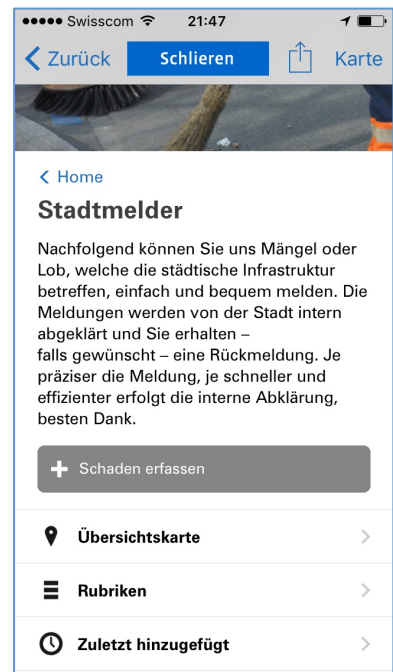 Swisscom 21:47
Zurück Schlieren Karte
Home
Stadtmelder
Nachfolgend können Sie uns Mängel oder
Lob, welche die städtische Infrastruktur
betreffen, einfach und bequem melden. Die
Meldungen werden von der Stadt intern
abgeklärt und Sie erhalten –
falls gewünscht – eine Rückmeldung. Je
präziser die Meldung, je schneller und
effizienter erfolgt die interne Abklärung,
besten Dank.
Schaden erfassen
Übersichtskarte
Rubriken
Zuletzt hinzugefügt